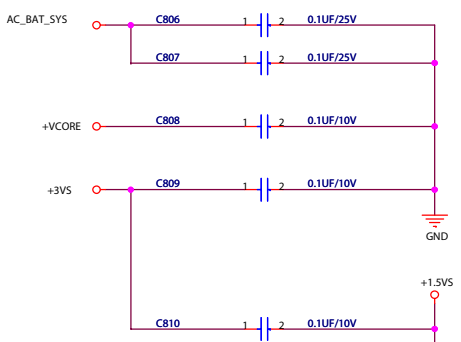 AC_BAT_SYS C806 1 2 0.1UF/25V
C807 1 2 0.1UF/25V
+VCORE C808 1 2 0.1UF/10V
+3VS C809 1 2 0.1UF/10V
GND
+1.5VS
C810 1 2 0.1UF/10V